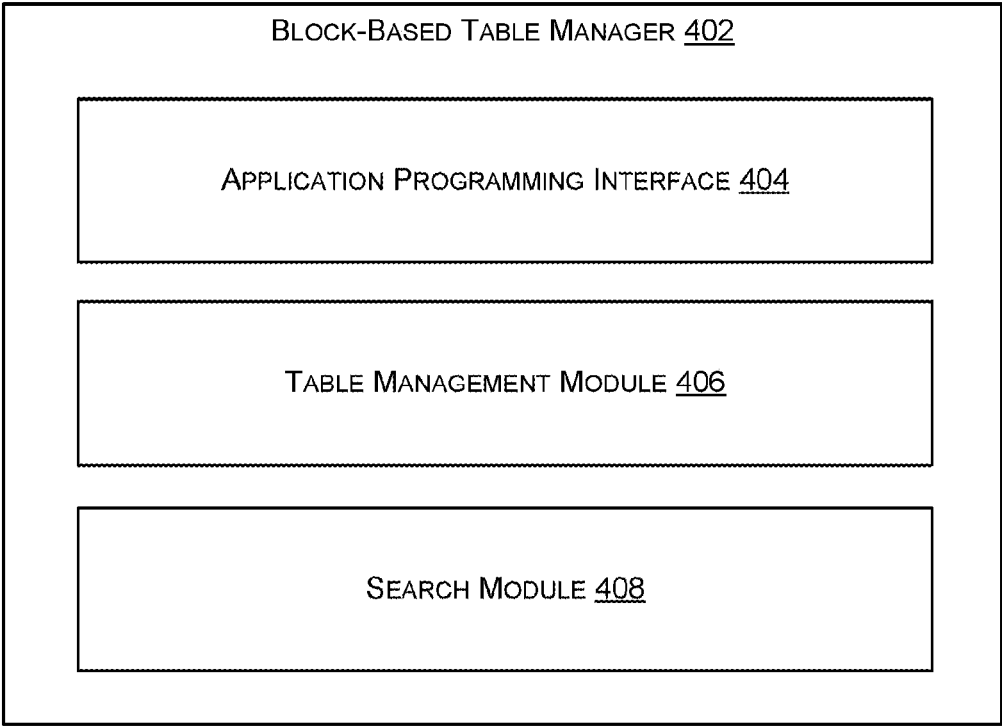 BLOCK-BASED TABLE MANAGER 402
APPLICATION PROGRAMMING INTERFACE 404
TABLE MANAGEMENT MODULE 406
SEARCH MODULE 408